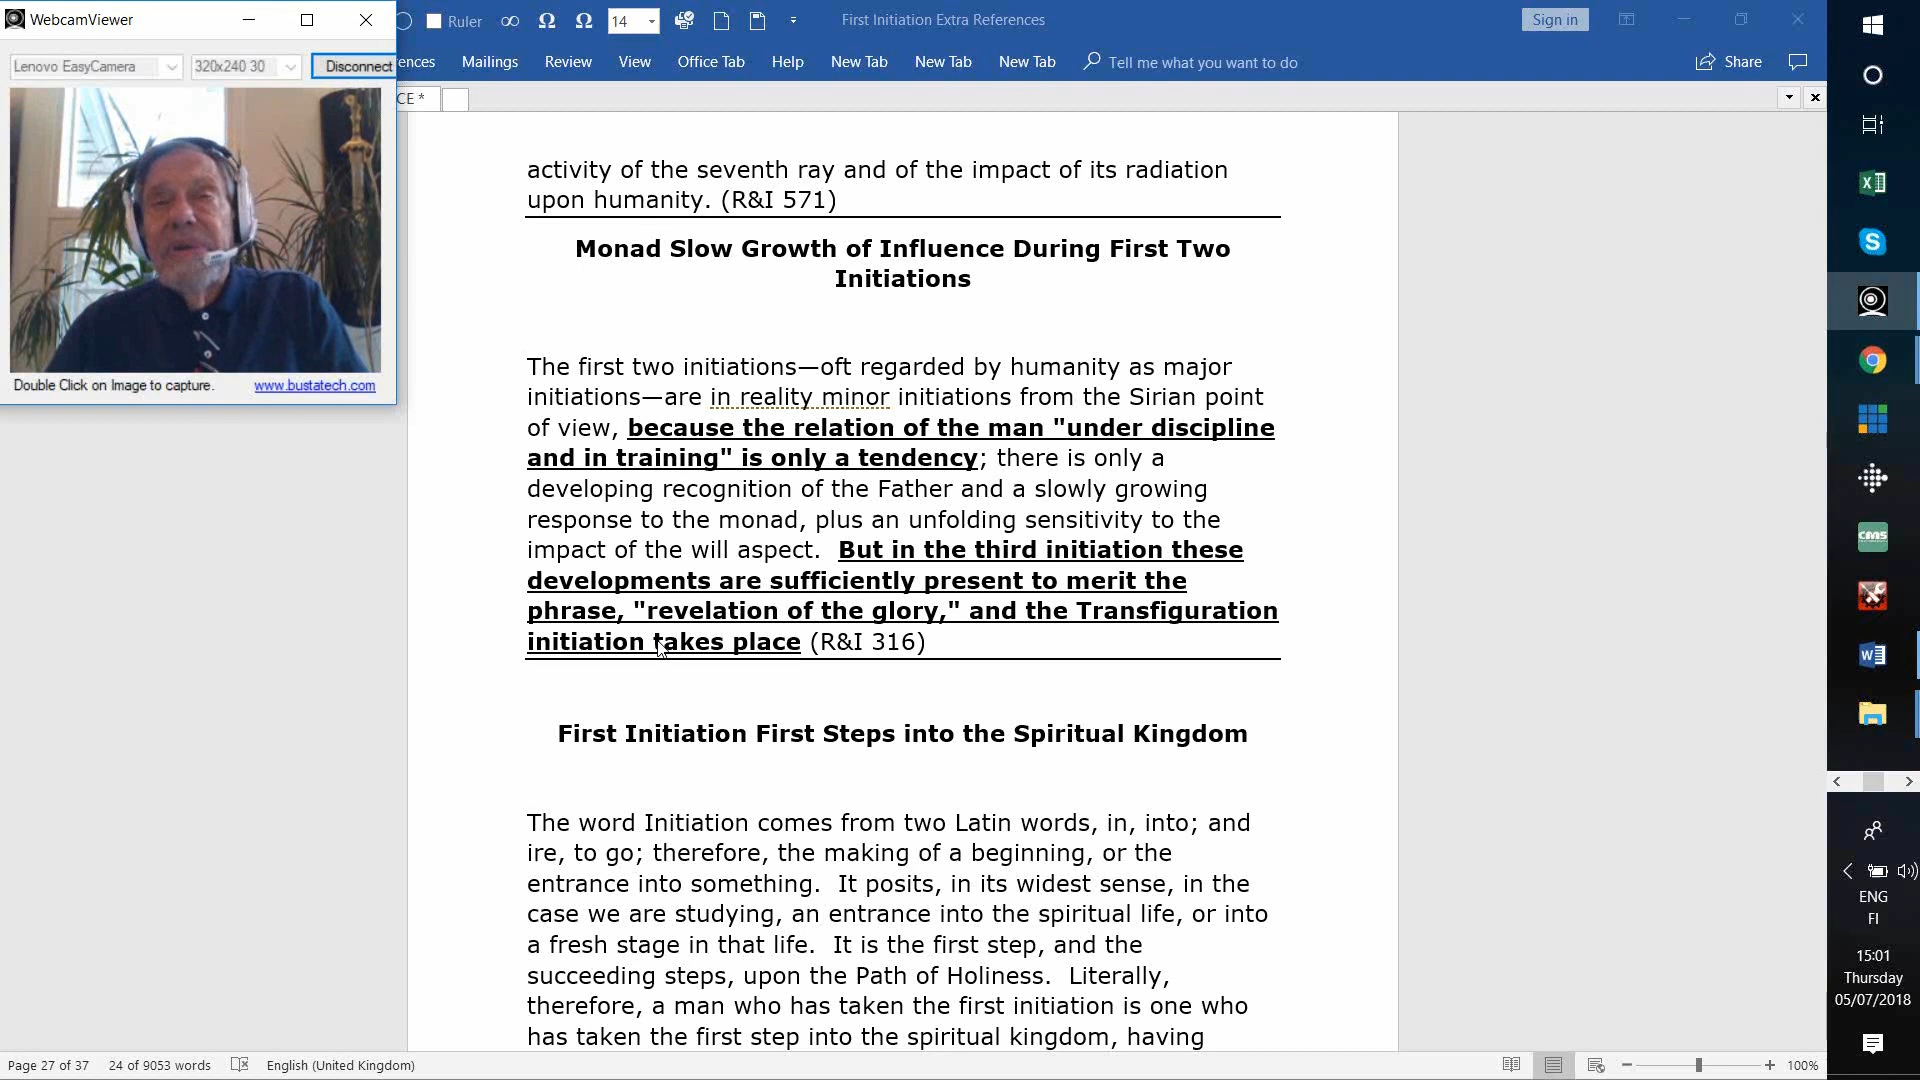 WebcamViewer
Lenovo EasyCamera
320x240 30
Disconnect
Double Click on Image to capture.
www.bustatech.com
Ruler
14
First Initiation Extra References
Sign in
ences
Mailings
Review
View
Office Tab
Help
New Tab
New Tab
New Tab
Tell me what you want to do
Share
CE *
activity of the seventh ray and of the impact of its radiation
upon humanity. (R&I 571)
Monad Slow Growth of Influence During First Two
Initiations
The first two initiations—oft regarded by humanity as major
initiations—are in reality minor initiations from the Sirian point
of view, because the relation of the man "under discipline
and in training" is only a tendency; there is only a
developing recognition of the Father and a slowly growing
response to the monad, plus an unfolding sensitivity to the
impact of the will aspect.  But in the third initiation these
developments are sufficiently present to merit the
phrase, "revelation of the glory," and the Transfiguration
initiation takes place (R&I 316)
First Initiation First Steps into the Spiritual Kingdom
The word Initiation comes from two Latin words, in, into; and
ire, to go; therefore, the making of a beginning, or the
entrance into something.  It posits, in its widest sense, in the
case we are studying, an entrance into the spiritual life, or into
a fresh stage in that life.  It is the first step, and the
succeeding steps, upon the Path of Holiness.  Literally,
therefore, a man who has taken the first initiation is one who
has taken the first step into the spiritual kingdom, having
Page 27 of 37
24 of 9053 words
English (United Kingdom)
100%
cms
ENG
FI
15:01
Thursday
05/07/2018